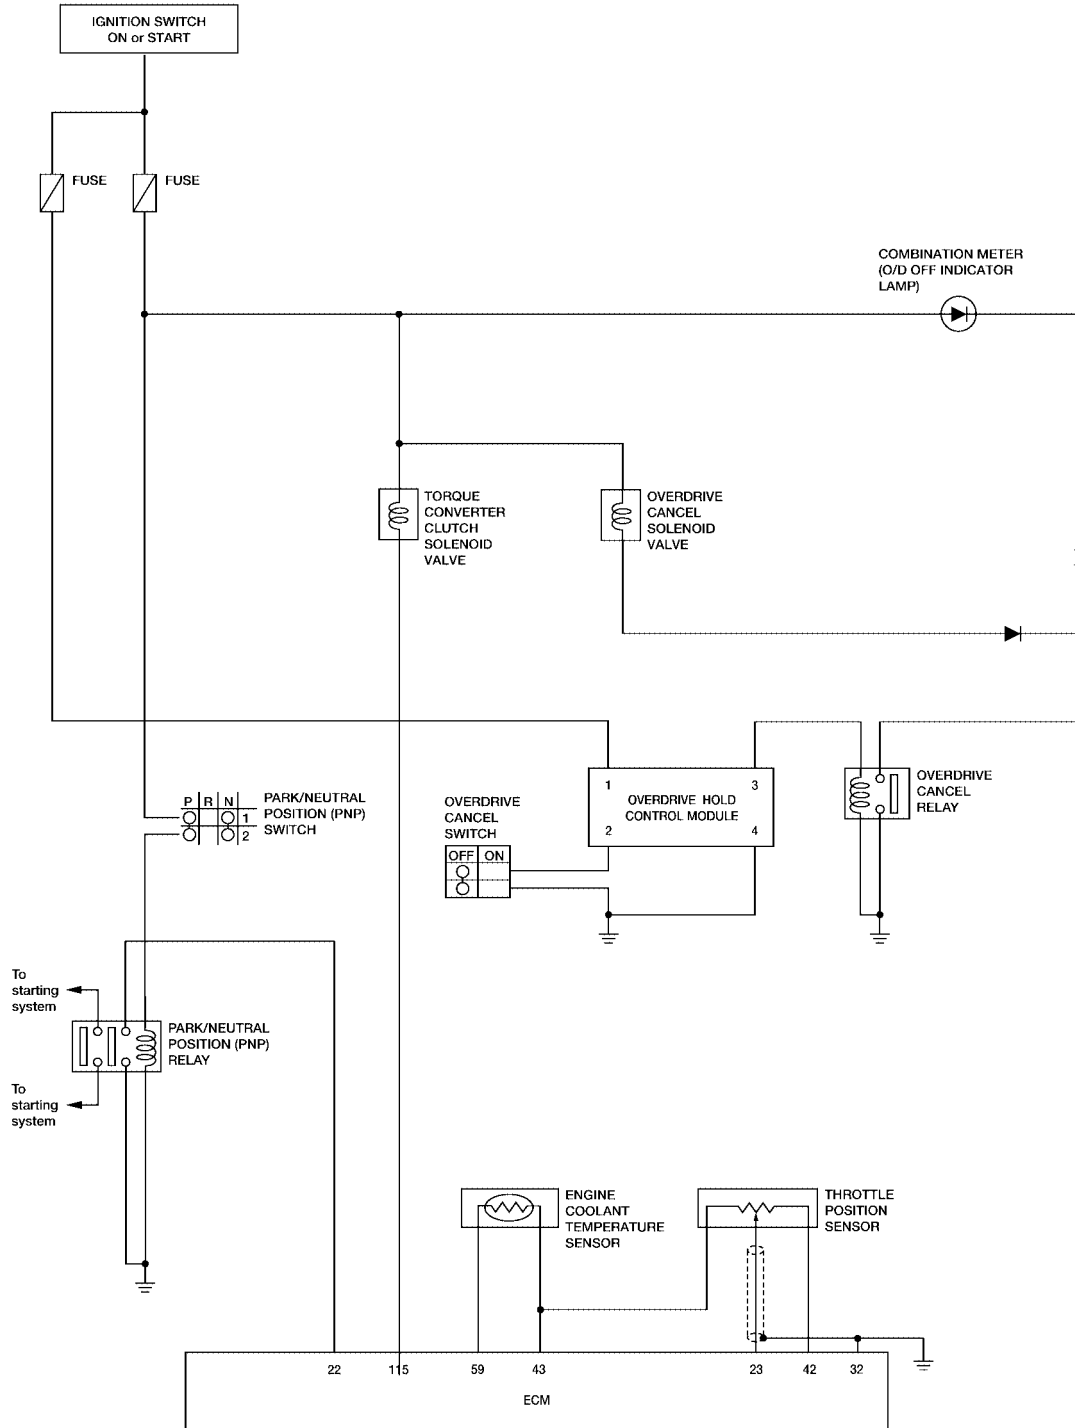 IGNITION SWITCH
ON or START
FUSE
FUSE
COMBINATION METER
(O/D OFF INDICATOR
LAMP)
TORQUE
CONVERTER
CLUTCH
SOLENOID
VALVE
OVERDRIVE
CANCEL
SOLENOID
VALVE
P R N
1
2
PARK/NEUTRAL
POSITION (PNP)
SWITCH
OVERDRIVE
CANCEL
SWITCH
OFF ON
1
3
OVERDRIVE HOLD
CONTROL MODULE
2
4
OVERDRIVE
CANCEL
RELAY
To
starting
system
PARK/NEUTRAL
POSITION (PNP)
RELAY
To
starting
system
ENGINE
COOLANT
TEMPERATURE
SENSOR
THROTTLE
POSITION
SENSOR
22 115 59 43 23 42 32
ECM